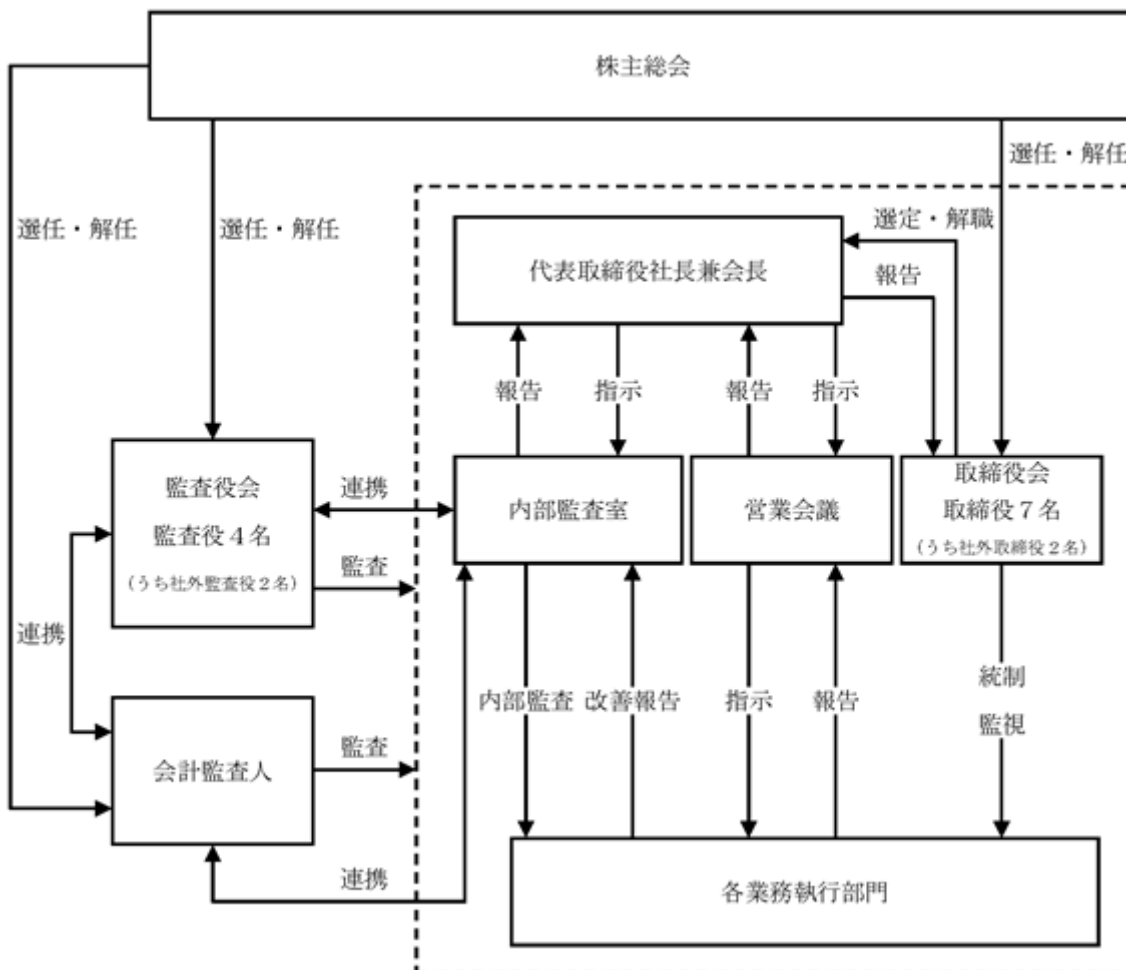 株主総会
選任・解任
選任・解任
選任・解任
選定・解職
代表取締役社長兼会長
報告
報告
指示
報告
指示
監査役会
監査役4名
(うち社外監査役2名)
連携
内部監査室
営業会議
取締役会
取締役7名
(うち社外取締役2名)
監査
連携
内部監査
改善報告
指示
報告
統制
監視
会計監査人
監査
連携
各業務執行部門